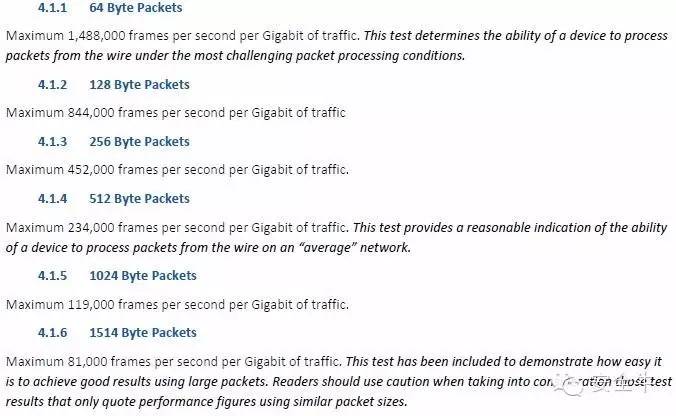 4.1.1 64 Byte Packets
Maximum 1,488,000 frames per second per Gigabit of traffic. This test determines the ability of a device to process
packets from the wire under the most challenging packet processing conditions.
4.1.2 128 Byte Packets
Maximum 844,000 frames per second per Gigabit of traffic
4.1.3 256 Byte Packets
Maximum 452,000 frames per second per Gigabit of traffic.
4.1.4 512 Byte Packets
Maximum 234,000 frames per second per Gigabit of traffic. This test provides a reasonable indication of the ability
of a device to process packets from the wire on an “average” network.
4.1.5 1024 Byte Packets
Maximum 119,000 frames per second per Gigabit of traffic.
4.1.6 1514 Byte Packets
Maximum 81,000 frames per second per Gigabit of traffic. This test has been included to demonstrate how easy it
is to achieve good results using large packets. Readers should use caution when taking into those test
results that only quote performance figures using similar packet sizes.
安全牛